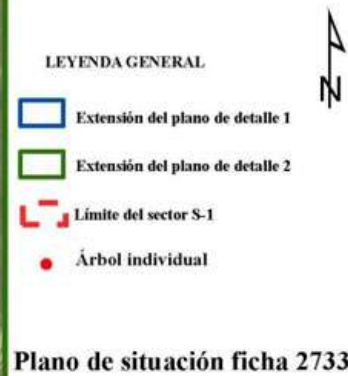 N
LEYENDA GENERAL
Extensión del plano de detalle 1
Extensión del plano de detalle 2
Límite del sector S-1
Árbol individual
Plano de situación ficha 2733